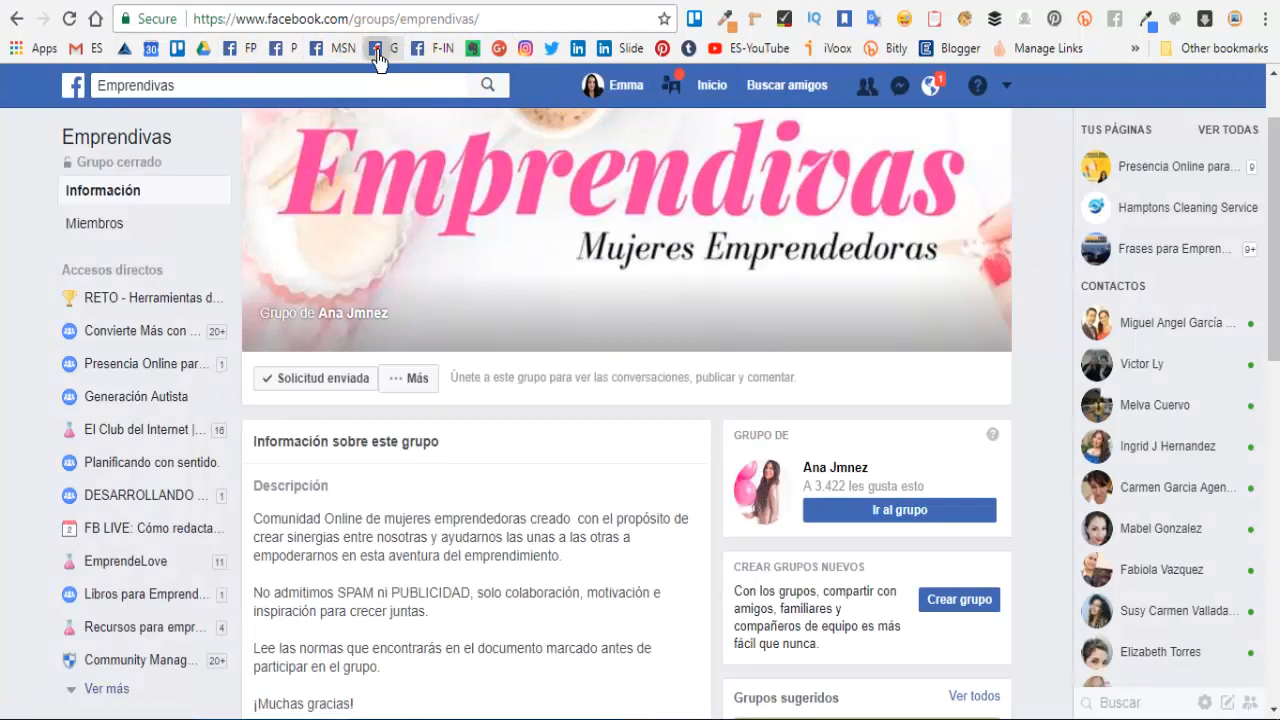 Secure https://www.facebook.com/groups/emprendivas/
Apps ES FP P MSN G F-IN Slide ES-YouTube iVoox Bitly Blogger Manage Links » Other bookmarks
Emprendivas
Emma Inicio Buscar amigos 1
Emprendivas
Grupo cerrado
Información
Miembros
Accesos directos
RETO - Herramientas d...
Convierte Más con ... 20+
Presencia Online par... 1
Generación Autista
El Club del Internet |... 16
Planificando con sentido.
DESARROLLANDO ... 1
FB LIVE: Cómo redacta...
EmprendeLove 11
Libros para Emprend... 1
Recursos para empr... 4
Community Manag... 20+
Ver más
Emprendivas
Mujeres Emprendedoras
Grupo de Ana Jmnez
Solicitud enviada
Más
Únete a este grupo para ver las conversaciones, publicar y comentar.
Información sobre este grupo
Descripción
Comunidad Online de mujeres emprendedoras creado con el propósito de
crear sinergias entre nosotras y ayudarnos las unas a las otras a
empoderarnos en esta aventura del emprendimiento.
No admitimos SPAM ni PUBLICIDAD, solo colaboración, motivación e
inspiración para crecer juntas.
Lee las normas que encontrarás en el documento marcado antes de
participar en el grupo.
¡Muchas gracias!
GRUPO DE
Ana Jmnez
A 3.422 les gusta esto
Ir al grupo
CREAR GRUPOS NUEVOS
Con los grupos, compartir con
amigos, familiares y
compañeros de equipo es más
fácil que nunca.
Crear grupo
Grupos sugeridos Ver todos
TUS PÁGINAS VER TODAS
Presencia Online para... 9
Hamptons Cleaning Service
Frases para Empren... 9+
CONTACTOS
Miguel Angel García ...
Victor Ly
Melva Cuervo
Ingrid J Hernandez
Carmen Garcia Agen...
Mabel Gonzalez
Fabiola Vazquez
Susy Carmen Vallada...
Elizabeth Torres
Buscar